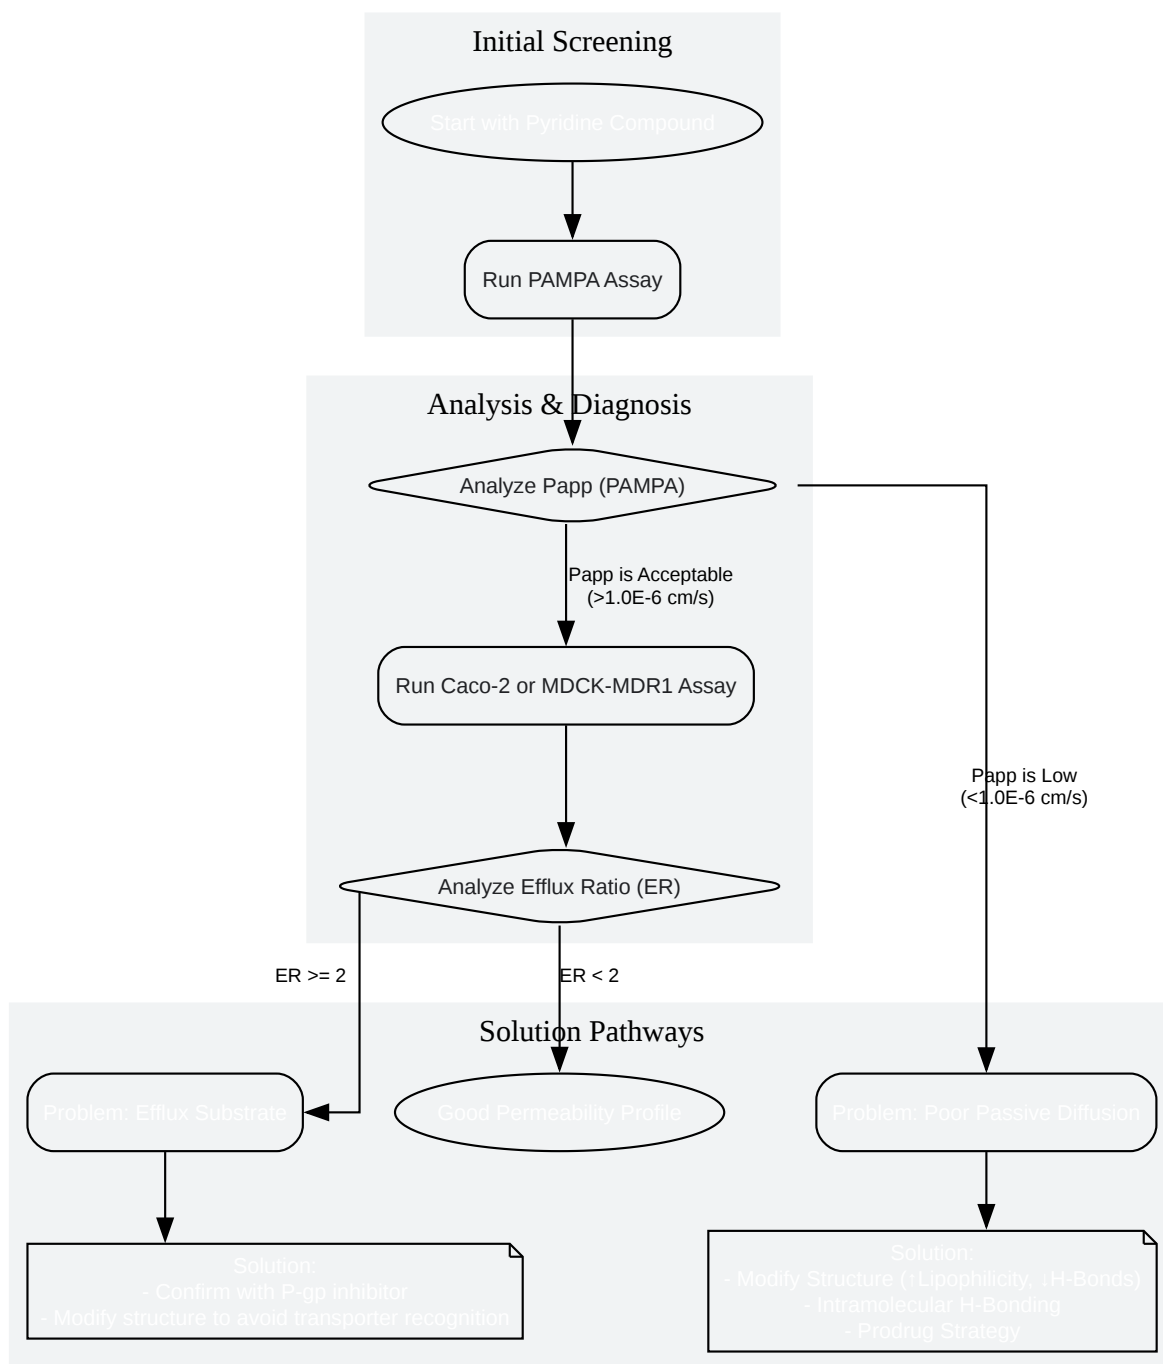 Initial Screening
Start with Pyridine Compound
Run PAMPA Assay
Analysis & Diagnosis
Analyze Papp (PAMPA)
Papp is Acceptable
(>1.0E-6 cm/s)
Run Caco-2 or MDCK-MDR1 Assay
Papp is Low
(<1.0E-6 cm/s)
Analyze Efflux Ratio (ER)
ER >= 2
ER < 2
Solution Pathways
Problem: Efflux Substrate
Good Permeability Profile
Problem: Poor Passive Diffusion
Solution:
- Confirm with P-gp inhibitor
- Modify structure to avoid transporter recognition
Solution:
- Modify Structure (↑Lipophilicity, ↓H-Bonds)
- Intramolecular H-Bonding
- Prodrug Strategy